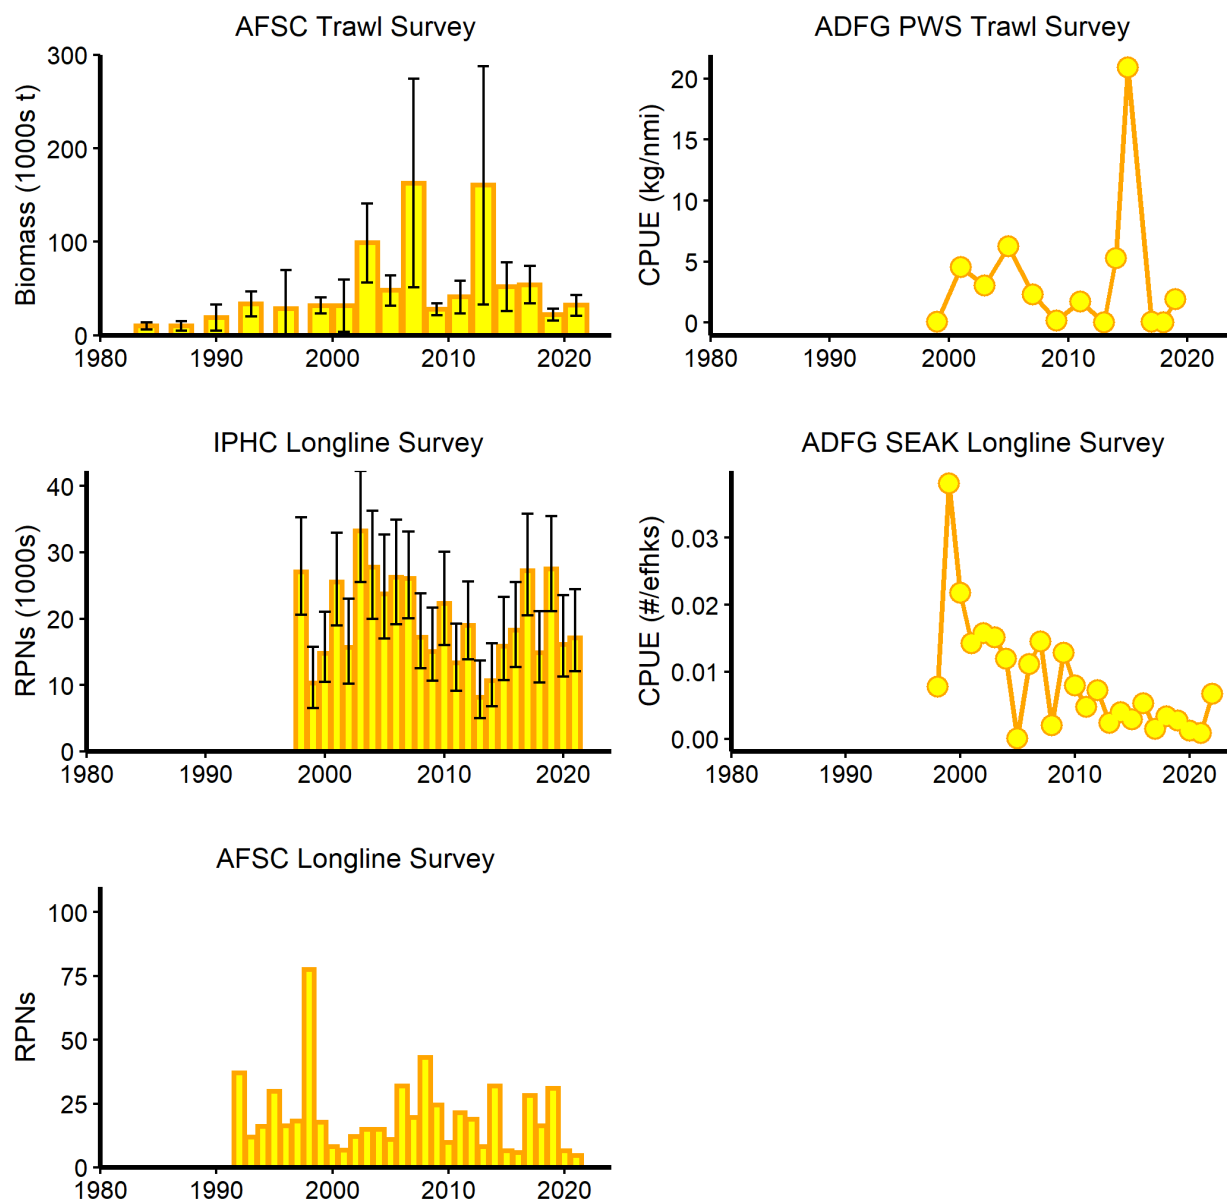 AFSC Trawl Survey
Biomass (1000s t)
300
200
100
0
1980 1990 2000 2010 2020
ADFG PWS Trawl Survey
CPUE (kg/nmi)
20
15
10
5
0
1980 1990 2000 2010 2020
IPHC Longline Survey
RPNs (1000s)
40
30
20
10
0
1980 1990 2000 2010 2020
ADFG SEAK Longline Survey
CPUE (#/efhks)
0.03
0.02
0.01
0.00
1980 1990 2000 2010 2020
AFSC Longline Survey
RPNs
100
75
50
25
0
1980 1990 2000 2010 2020